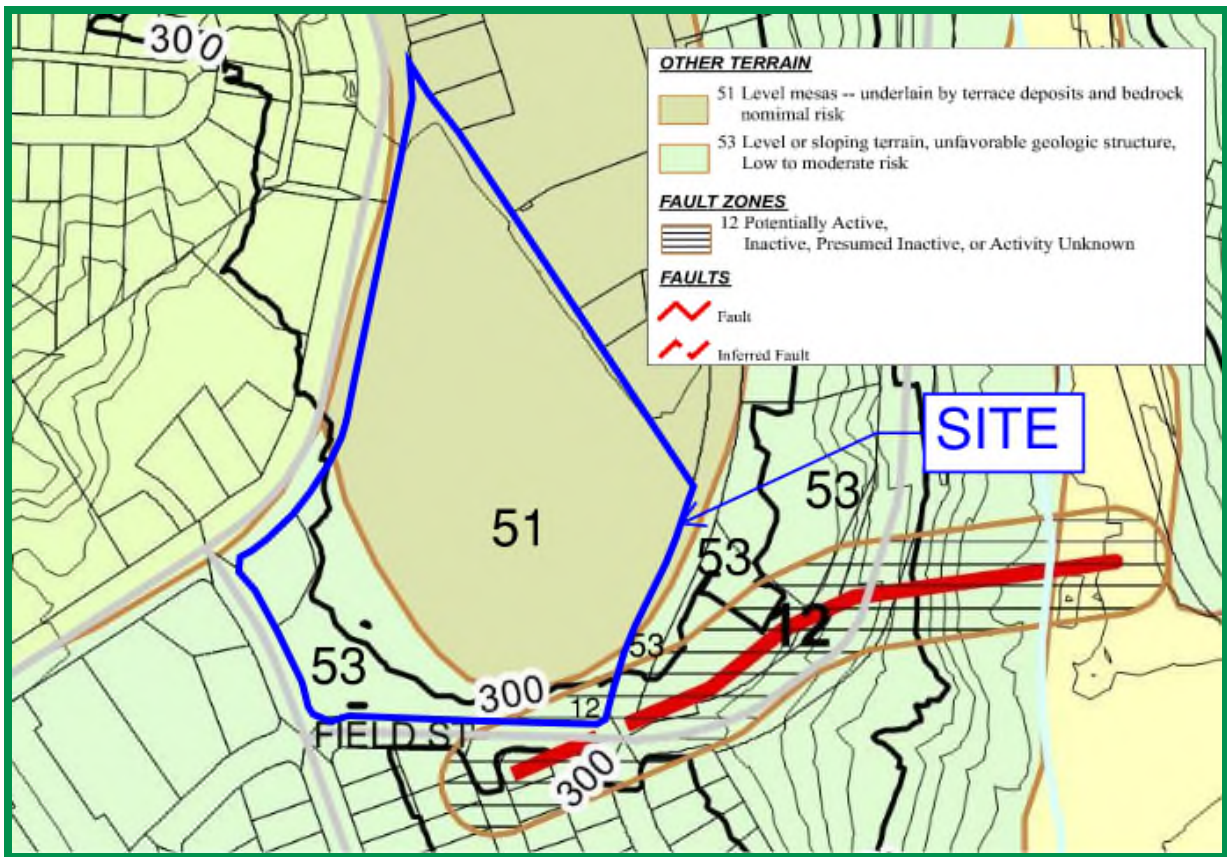 300
OTHER TERRAIN
51 Level mesas -- underlain by terrace deposits and bedrock
nomimal risk
53 Level or sloping terrain, unfavorable geologic structure,
Low to moderate risk
FAULT ZONES
12 Potentially Active,
Inactive, Presumed Inactive, or Activity Unknown
FAULTS
Fault
Inferred Fault
SITE
53
51
53
12
53
53
300
12
FIELD ST
300